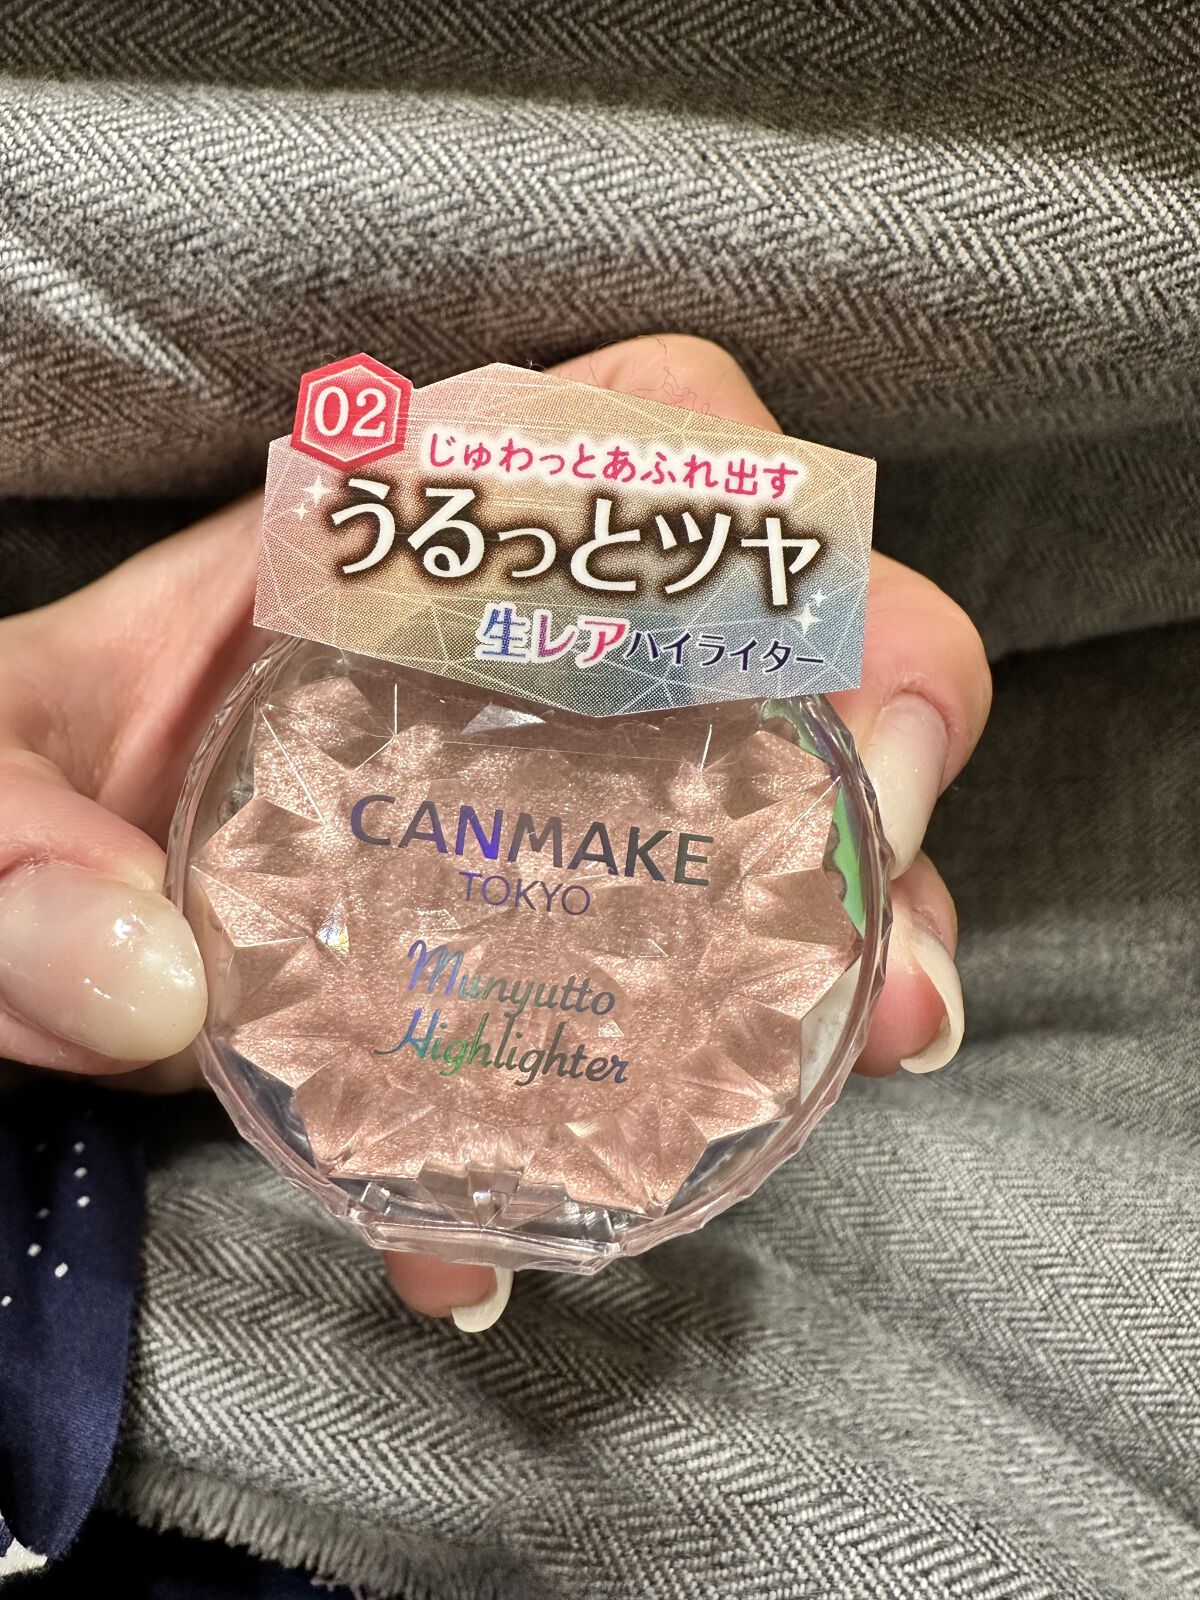 02
じゅわっとあふれ出す
うるっとツヤ
生レアハイライター
CANMAKE
TOKYO
Munyutto
Highlighter